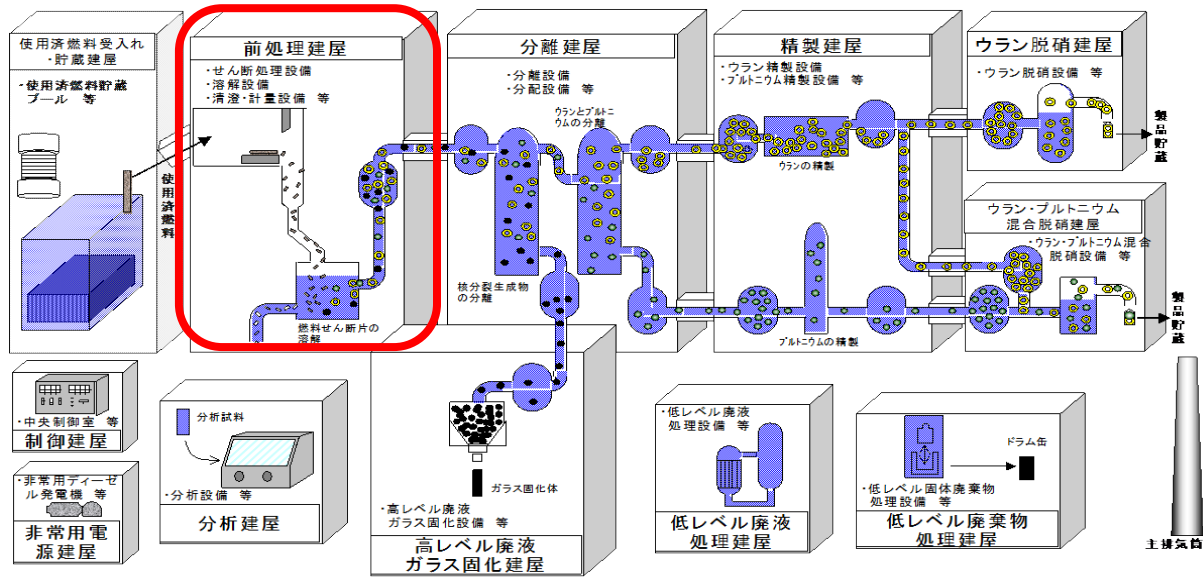 使用済燃料受入れ
・貯蔵建屋
・使用済燃料貯蔵
プール 等
使用済燃料
前処理建屋
・せん断処理設備
・溶解設備
・清澄・計量設備 等
燃料せん断片の
溶解
分離建屋
・分離設備
・分配設備 等
ウランとプルト
ニウムの分離
核分裂生成物
の分離
精製建屋
・ウラン精製設備
・プルトニウム精製設備 等
ウランの精製
プルトニウムの精製
ウラン脱硝建屋
・ウラン脱硝設備 等
製品貯蔵
ウラン・プルトニウム
混合脱硝建屋
・ウラン・プルトニウム混合
脱硝設備 等
製品貯蔵
・中央制御室 等
制御建屋
・非常用ディーゼ
ル発電機 等
非常用電
源建屋
分析試料
・分析設備 等
分析建屋
ガラス固化体
・高レベル廃液
ガラス固化設備 等
高レベル廃液
ガラス固化建屋
・低レベル廃液
処理設備 等
低レベル廃液
処理建屋
ドラム缶
・低レベル固体廃棄物
処理設備 等
低レベル廃棄物
処理建屋
主排気筒